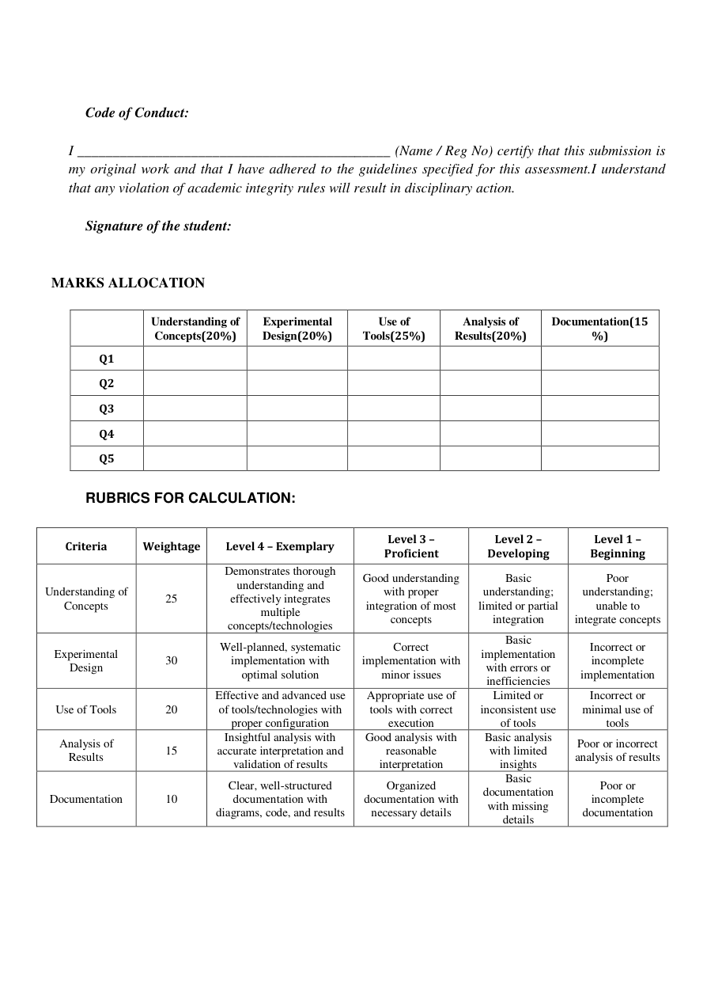 Code of Conduct:
I ____________________________________________ (Name / Reg No) certify that this submission is
my original work and that I have adhered to the guidelines specified for this assessment.I understand
that any violation of academic integrity rules will result in disciplinary action.
Signature of the student:
MARKS ALLOCATION
Understanding of Concepts(20%) Experimental Design(20%) Use of Tools(25%) Analysis of Results(20%) Documentation(15 %)
Q1
Q2
Q3
Q4
Q5
RUBRICS FOR CALCULATION:
Criteria Weightage Level 4 – Exemplary Level 3 – Proficient Level 2 – Developing Level 1 – Beginning
Understanding of Concepts 25 Demonstrates thorough understanding and effectively integrates multiple concepts/technologies Good understanding with proper integration of most concepts Basic understanding; limited or partial integration Poor understanding; unable to integrate concepts
Experimental Design 30 Well-planned, systematic implementation with optimal solution Correct implementation with minor issues Basic implementation with errors or inefficiencies Incorrect or incomplete implementation
Use of Tools 20 Effective and advanced use of tools/technologies with proper configuration Appropriate use of tools with correct execution Limited or inconsistent use of tools Incorrect or minimal use of tools
Analysis of Results 15 Insightful analysis with accurate interpretation and validation of results Good analysis with reasonable interpretation Basic analysis with limited insights Poor or incorrect analysis of results
Documentation 10 Clear, well-structured documentation with diagrams, code, and results Organized documentation with necessary details Basic documentation with missing details Poor or incomplete documentation